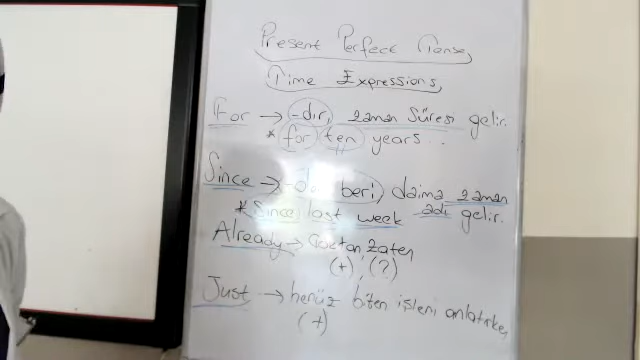 Present Perfect Tense
Time Expressions
For → -dır, zaman süresi gelir.
* for ten years..
Since → -den beri, daima zaman
* Since last week adı gelir.
Already → Çoktan, zaten
(+), (?)
Just → henüz biten işleri anlatırken
(+)